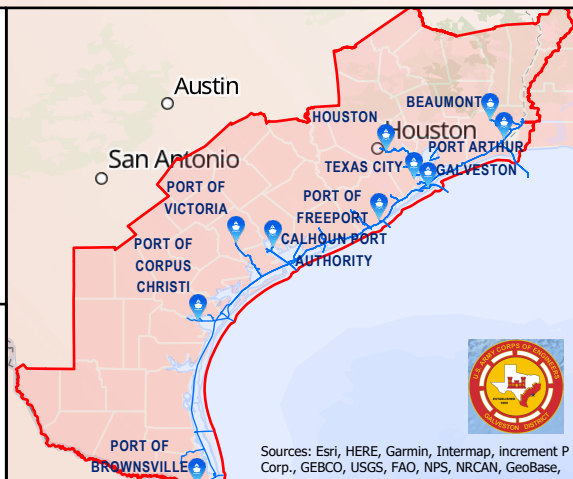 Austin
BEAUMONT
HOUSTON
Houston
PORT ARTHUR
San Antonio
TEXAS CITY
GALVESTON
PORT OF
VICTORIA
PORT OF
FREEPORT
CALHOUN PORT
AUTHORITY
PORT OF
CORPUS
CHRISTI
PORT OF
BROWNSVILLE
U.S. ARMY CORPS OF ENGINEERS
ESTABLISHED
GALVESTON DISTRICT
Sources: Esri, HERE, Garmin, Intermap, increment P
Corp., GEBCO, USGS, FAO, NPS, NRCAN, GeoBase,